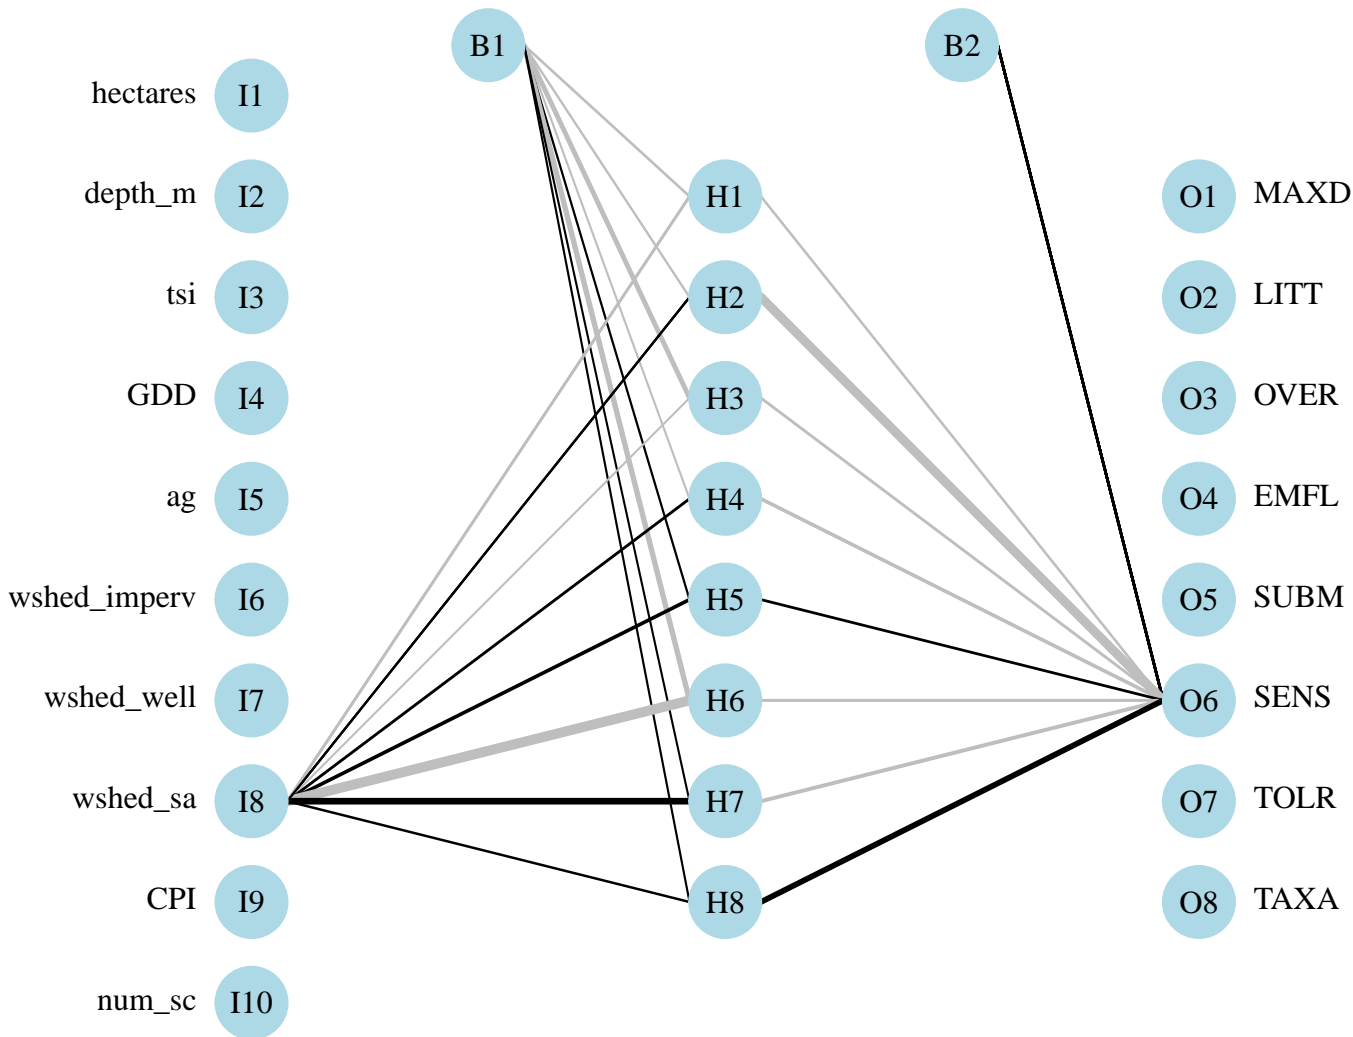 B1 B2
hectares I1
depth_m I2 H1 O1 MAXD
tsi I3 H2 O2 LITT
GDD I4 H3 O3 OVER
ag I5 H4 O4 EMFL
wshed_imperv I6 H5 O5 SUBM
wshed_well I7 H6 O6 SENS
wshed_sa I8 H7 O7 TOLR
CPI I9 H8 O8 TAXA
num_sc I10